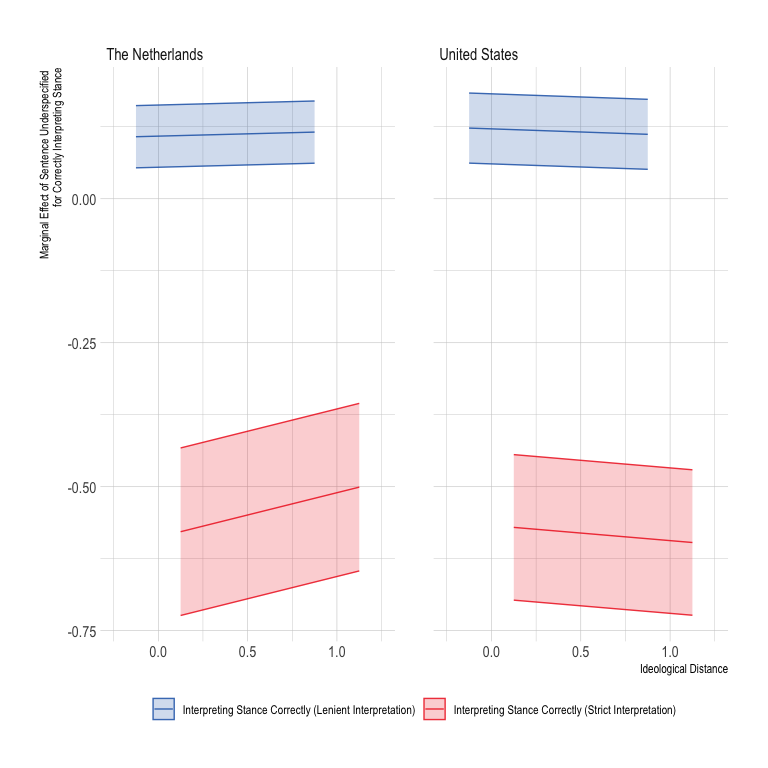 The Netherlands
United States
Marginal Effect of Sentence Underspecified
for Correctly Interpreting Stance
0.00
-0.25
-0.50
-0.75
0.0 0.5 1.0
0.0 0.5 1.0
Ideological Distance
Interpreting Stance Correctly (Lenient Interpretation)
Interpreting Stance Correctly (Strict Interpretation)